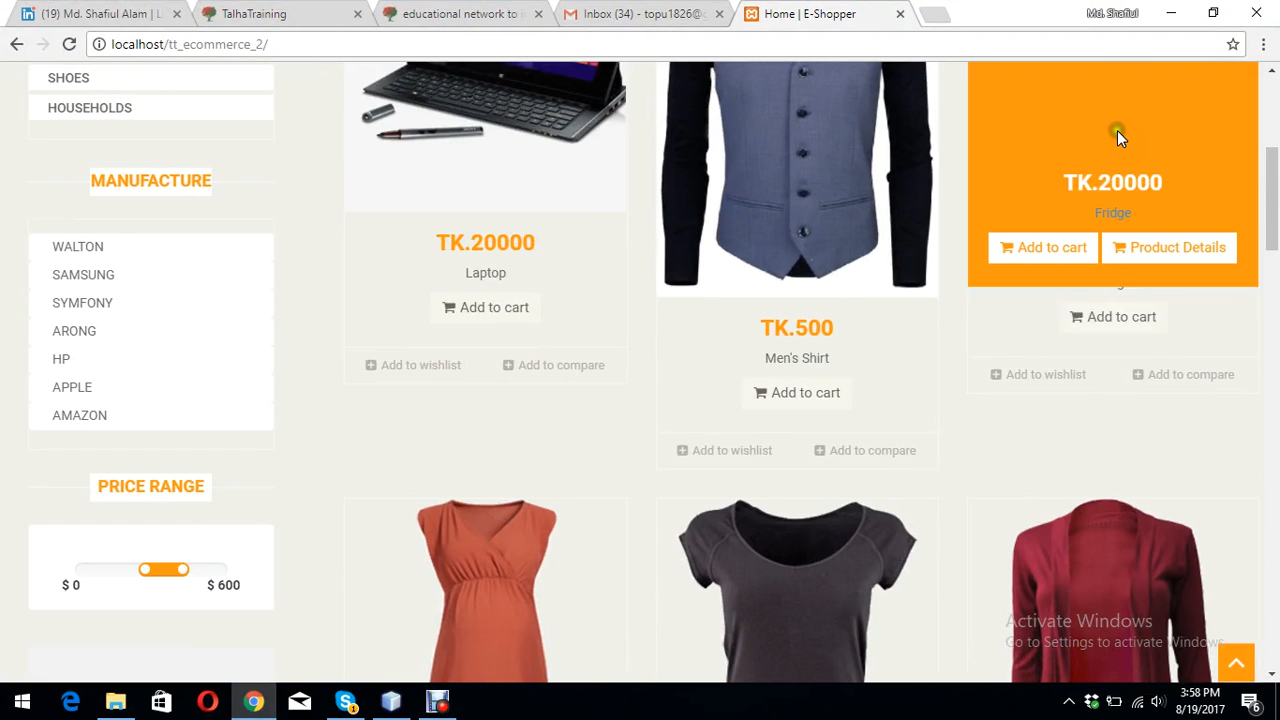 (19) Md. Shafiul Alam | L
TalhaTraining
educational network to i
Inbox (34) - topu1826@
Home | E-Shopper
Md. Shafiul
localhost/tt_ecommerce_2/
SHOES
HOUSEHOLDS
MANUFACTURE
WALTON
SAMSUNG
SYMFONY
ARONG
HP
APPLE
AMAZON
PRICE RANGE
$ 0
$ 600
TK.20000
Laptop
Add to cart
Add to wishlist
Add to compare
TK.500
Men's Shirt
Add to cart
Add to wishlist
Add to compare
TK.20000
Fridge
Add to cart
Product Details
Add to cart
Add to wishlist
Add to compare
Activate Windows
Go to Settings to activate Windows.
3:58 PM
8/19/2017
6